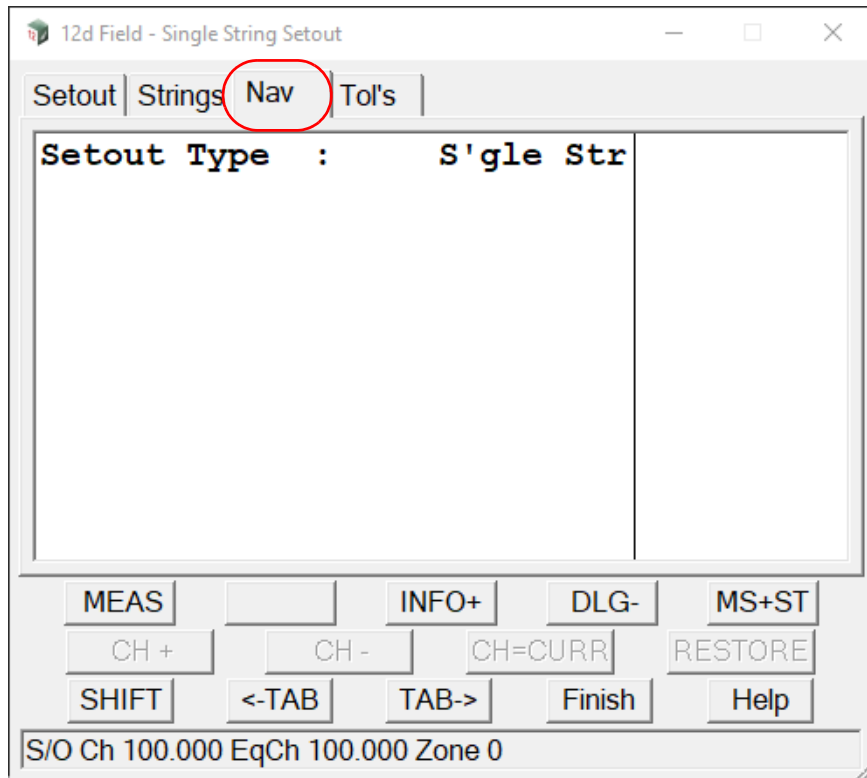 12d Field - Single String Setout
Setout Strings Nav Tol's
Setout Type : S'gle Str
MEAS INFO+ DLG- MS+ST
CH + CH - CH=CURR RESTORE
SHIFT <-TAB TAB-> Finish Help
S/O Ch 100.000 EqCh 100.000 Zone 0